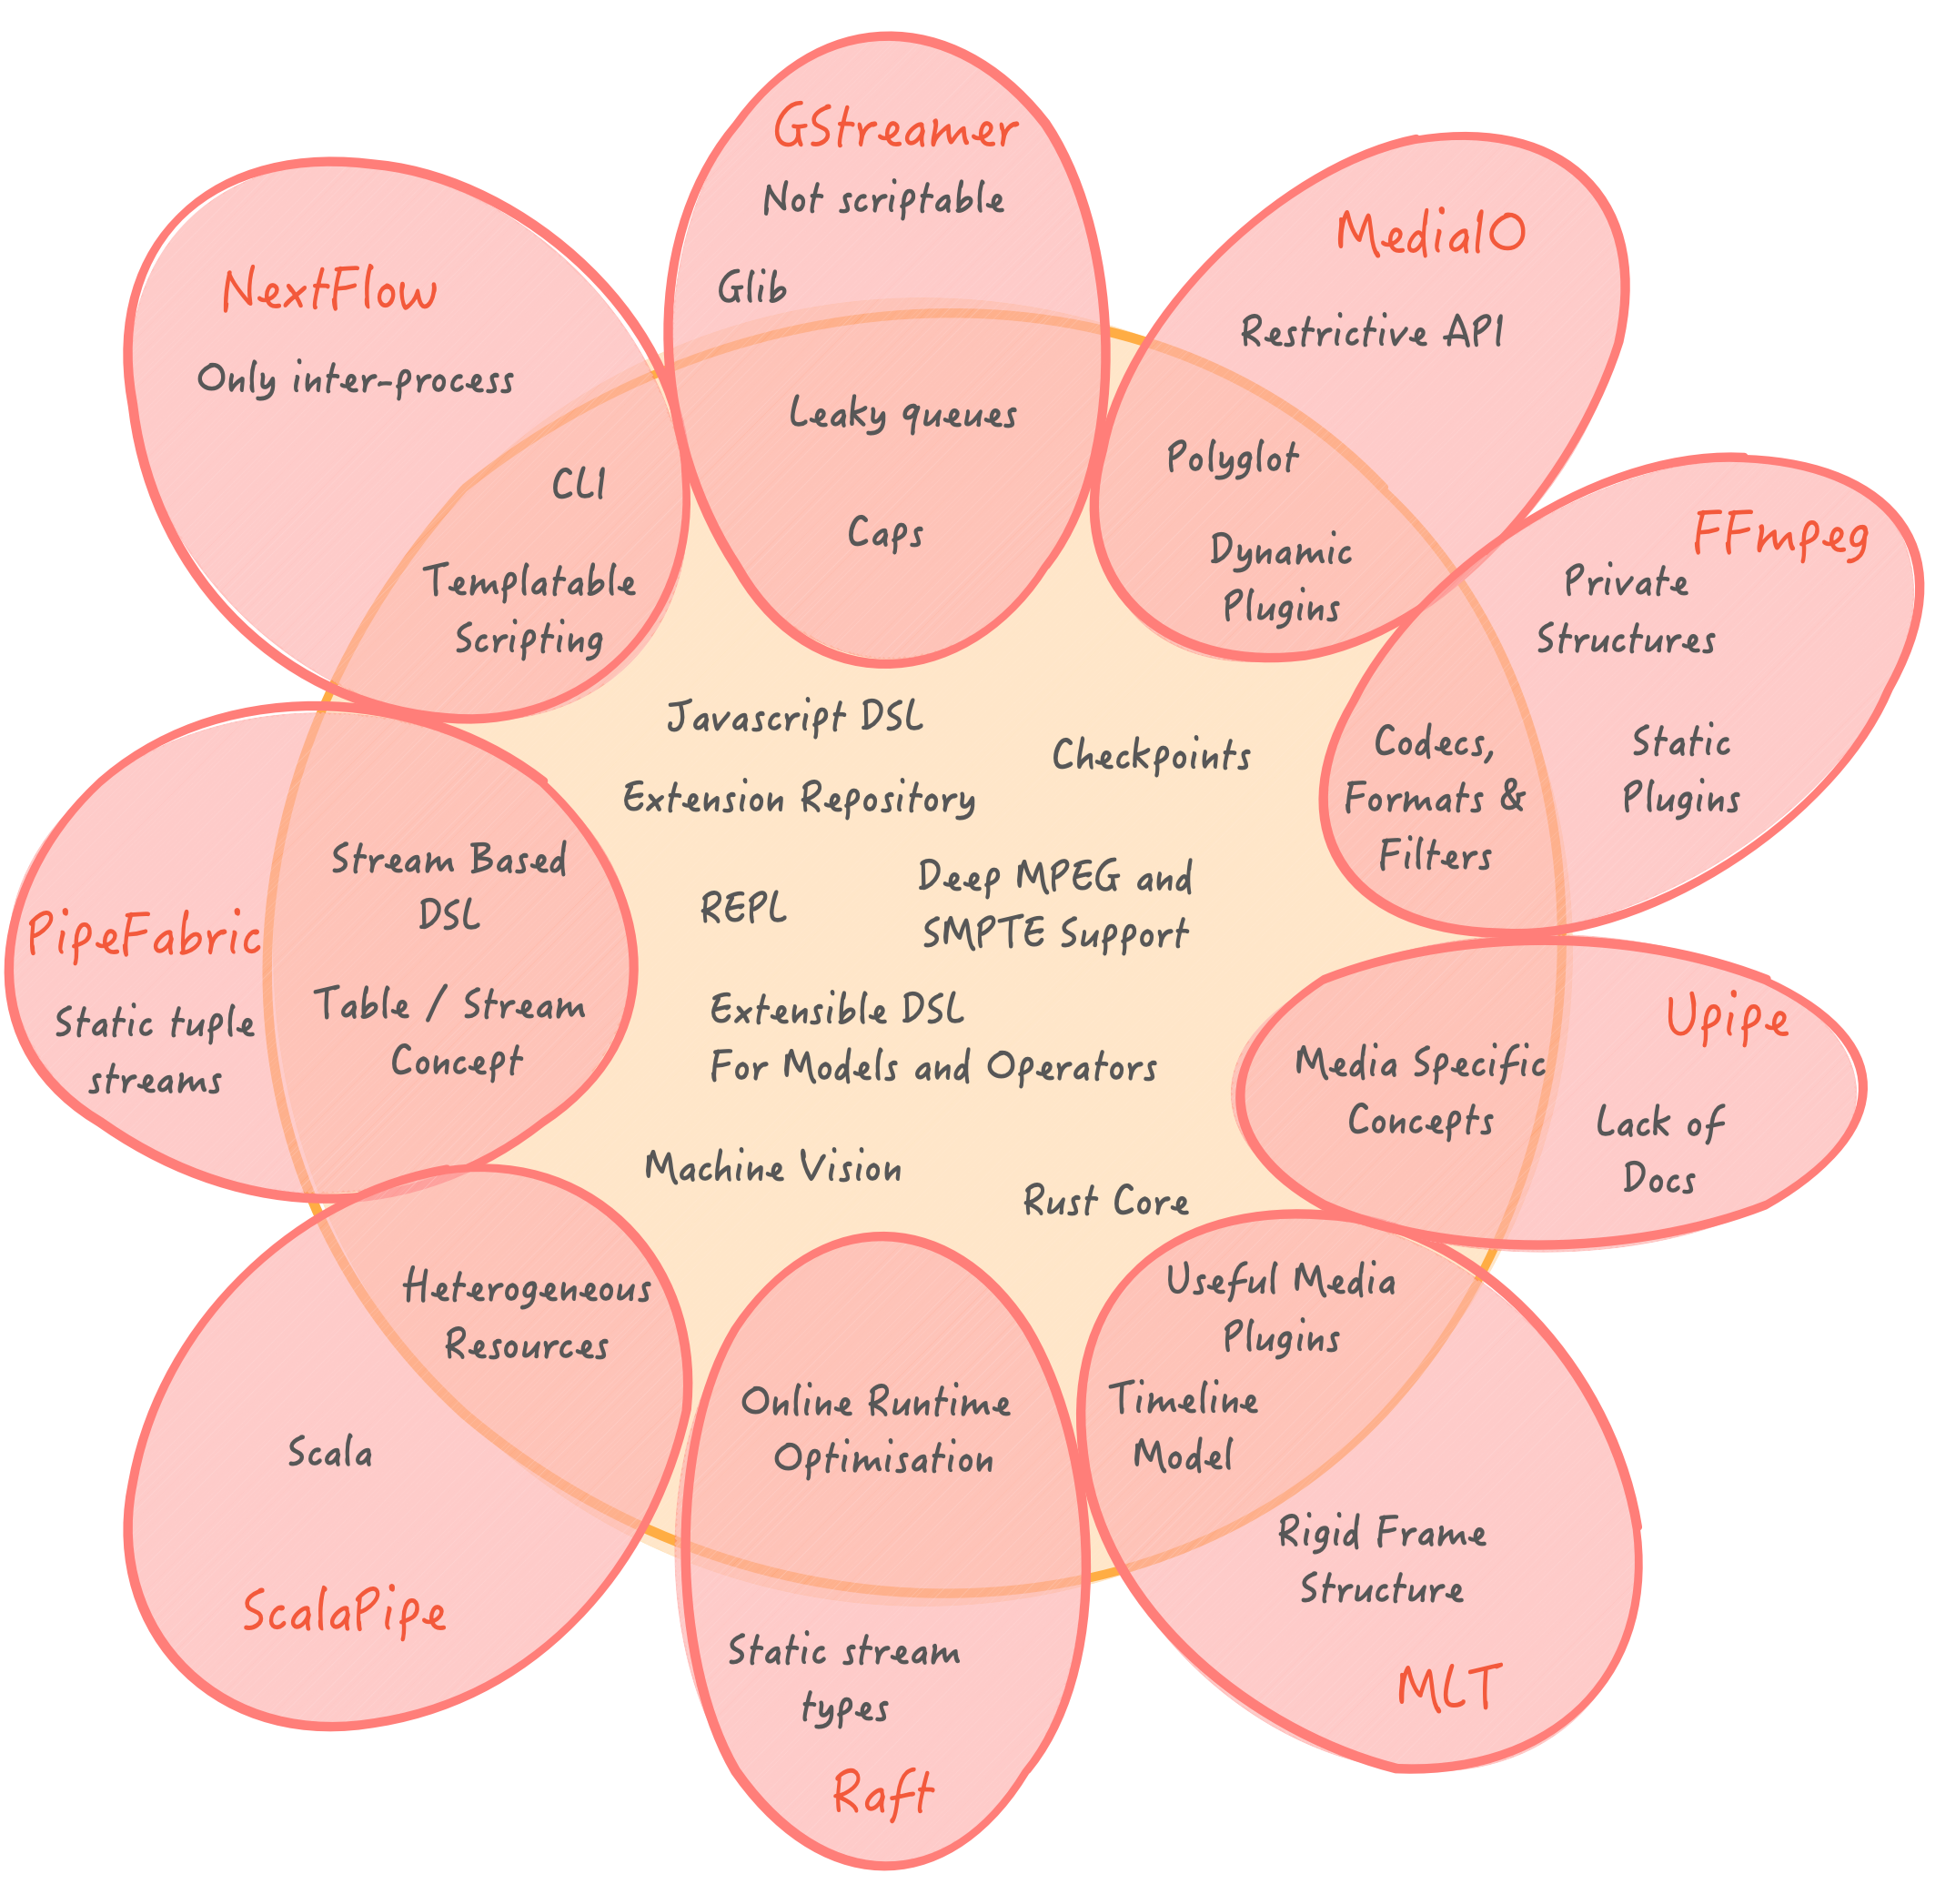 GStreamer
Not scriptable
Glib
Leaky queues
Caps
MediaIO
Restrictive API
Polyglot
Dynamic
Plugins
FFmpeg
Private
Structures
Static
Plugins
Codecs,
Formats &
Filters
Upipe
Media Specific
Concepts
Lack of
Docs
Useful Media
Plugins
Timeline
Model
Rigid Frame
Structure
MLT
Online Runtime
Optimisation
Static stream
types
Raft
Heterogeneous
Resources
Scala
ScalaPipe
PipeFabric
Static tuple
streams
Stream Based
DSL
Table / Stream
Concept
NextFlow
Only inter-process
CLI
Templatable
Scripting
Javascript DSL
Checkpoints
Extension Repository
REPL
Deep MPEG and
SMPTE Support
Extensible DSL
For Models and Operators
Machine Vision
Rust Core